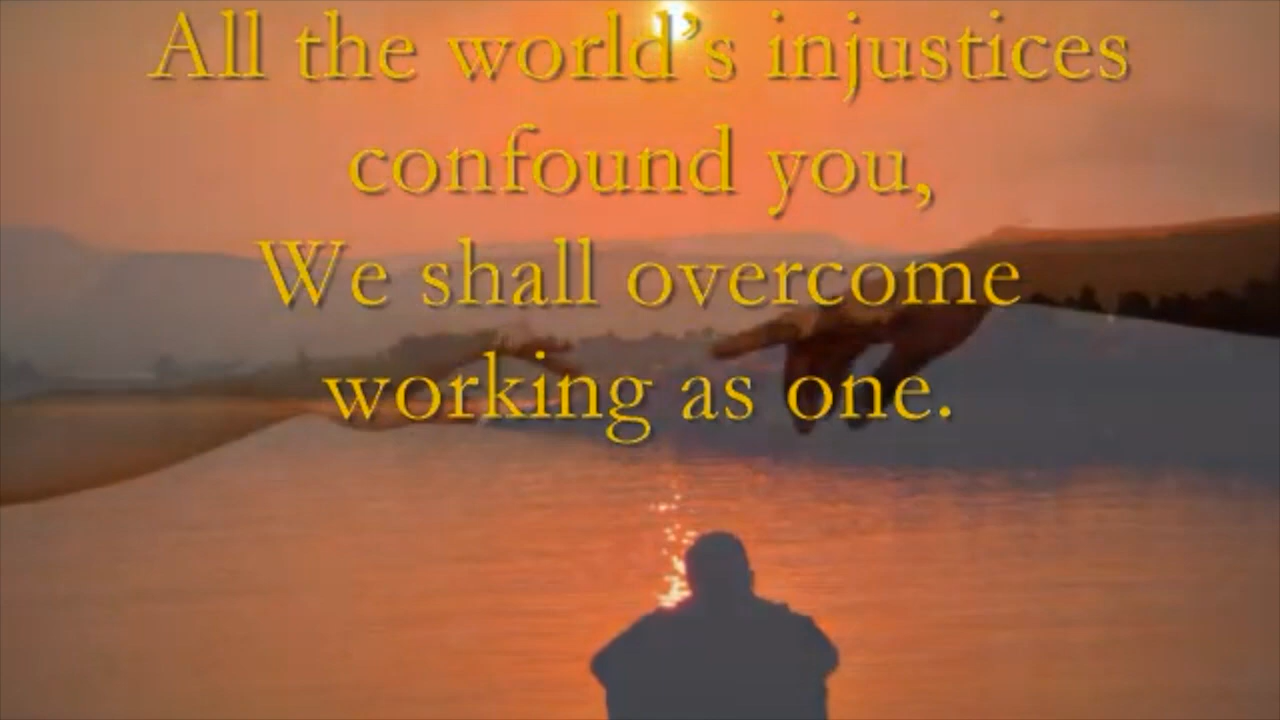 All the world’s injustices
confound you,
We shall overcome
working as one.